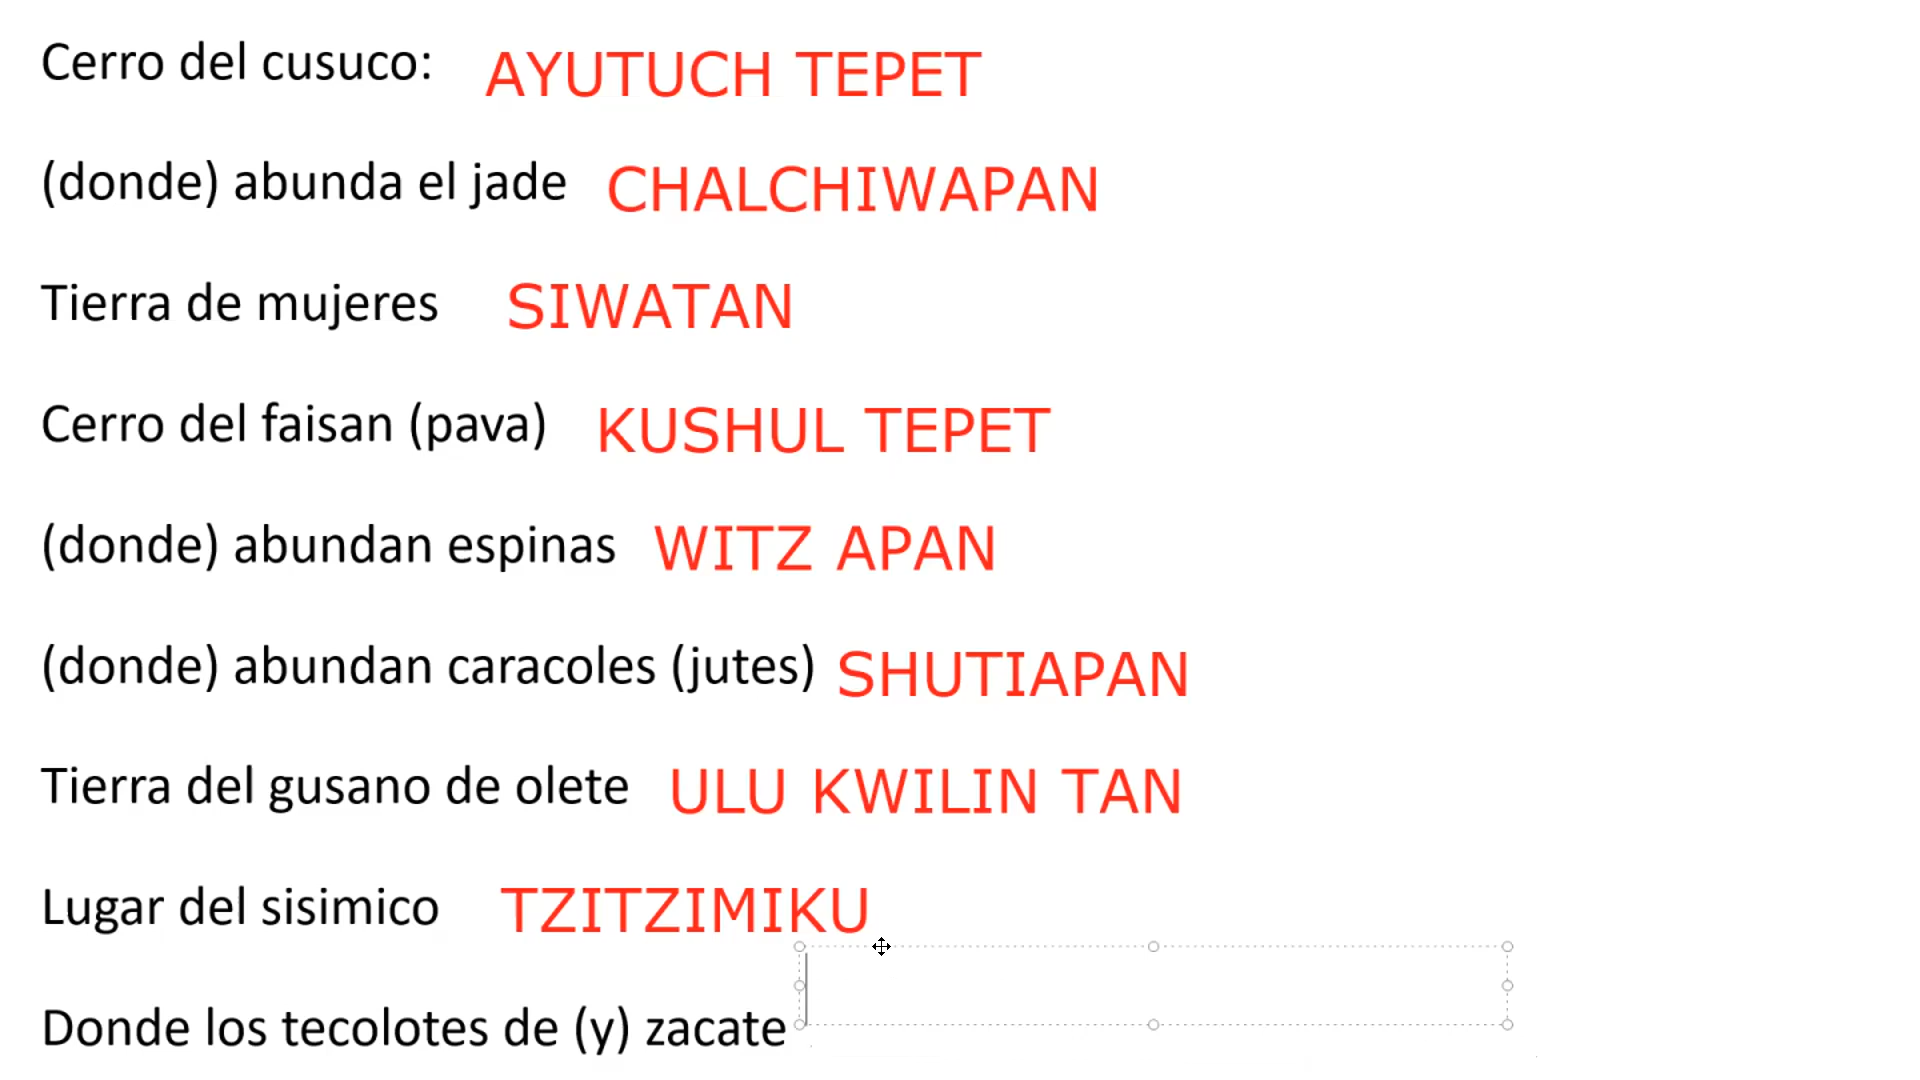 Cerro del cusuco: AYUTUCH TEPET
(donde) abunda el jade CHALCHIWAPAN
Tierra de mujeres SIWATAN
Cerro del faisan (pava) KUSHUL TEPET
(donde) abundan espinas WITZ APAN
(donde) abundan caracoles (jutes) SHUTIAPAN
Tierra del gusano de olete ULU KWILIN TAN
Lugar del sisimico TZITZIMIKU
Donde los tecolotes de (y) zacate